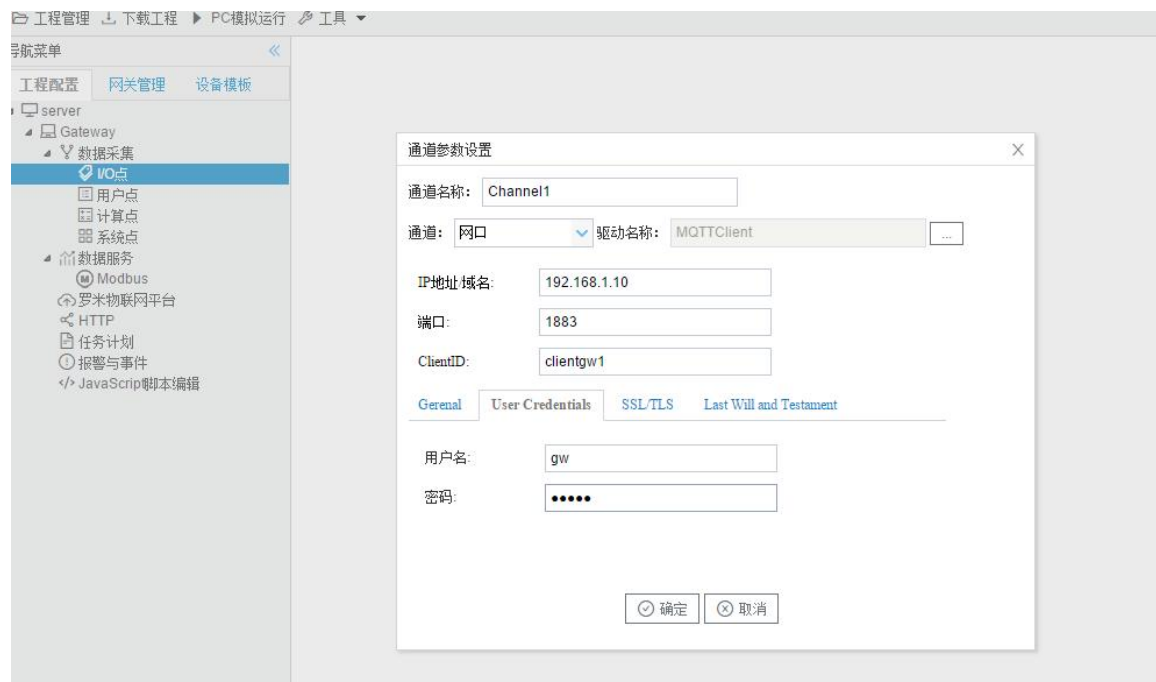 工程管理 下载工程 PC模拟运行 工具
导航菜单
工程配置 网关管理 设备模板
server
Gateway
数据采集
I/O点
用户点
计算点
系统点
数据服务
Modbus
罗米物联网平台
HTTP
任务计划
报警与事件
JavaScrip脚本编辑
通道参数设置
通道名称: Channel1
通道: 网口 驱动名称: MQTTClient ...
IP地址/域名: 192.168.1.10
端口: 1883
ClientID: clientgw1
Gerenal User Credentials SSL/TLS Last Will and Testament
用户名: gw
密码: •••••
确定 取消